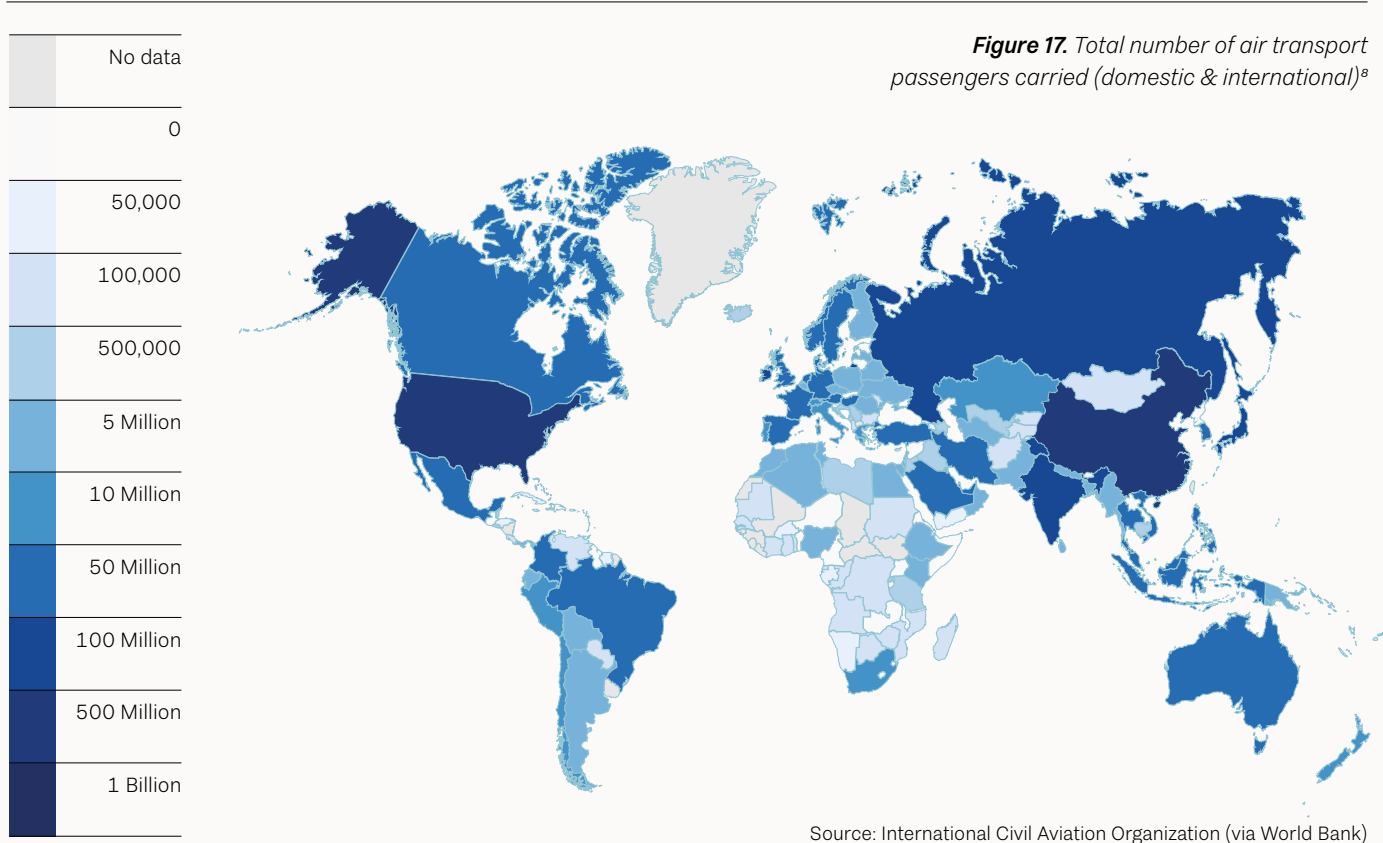 Figure 17. Total number of air transport
passengers carried (domestic & international)⁸
No data
0
50,000
100,000
500,000
5 Million
10 Million
50 Million
100 Million
500 Million
1 Billion
Source: International Civil Aviation Organization (via World Bank)